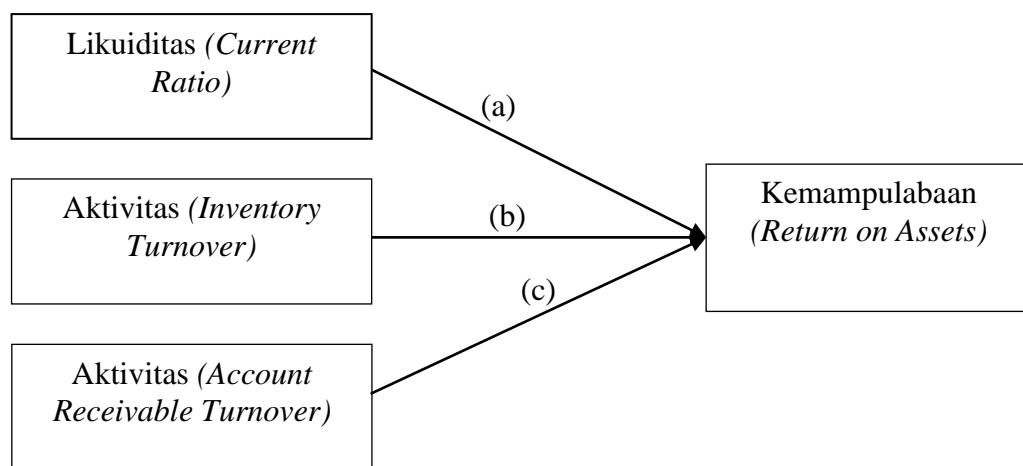 Likuiditas (Current
Ratio)
(a)
Aktivitas (Inventory
Turnover)
(b)
Kemampulabaan
(Return on Assets)
(c)
Aktivitas (Account
Receivable Turnover)